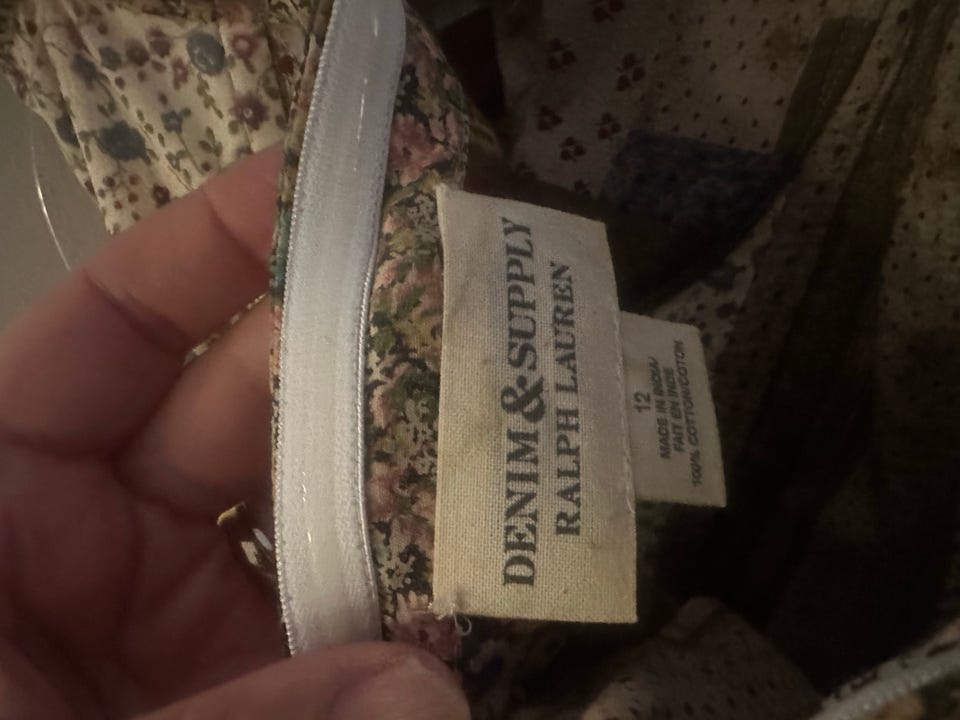 DENIM & SUPPLY
RALPH LAUREN
12
MADE IN INDIA/
FAIT EN INDE
100% COTTON/COTON